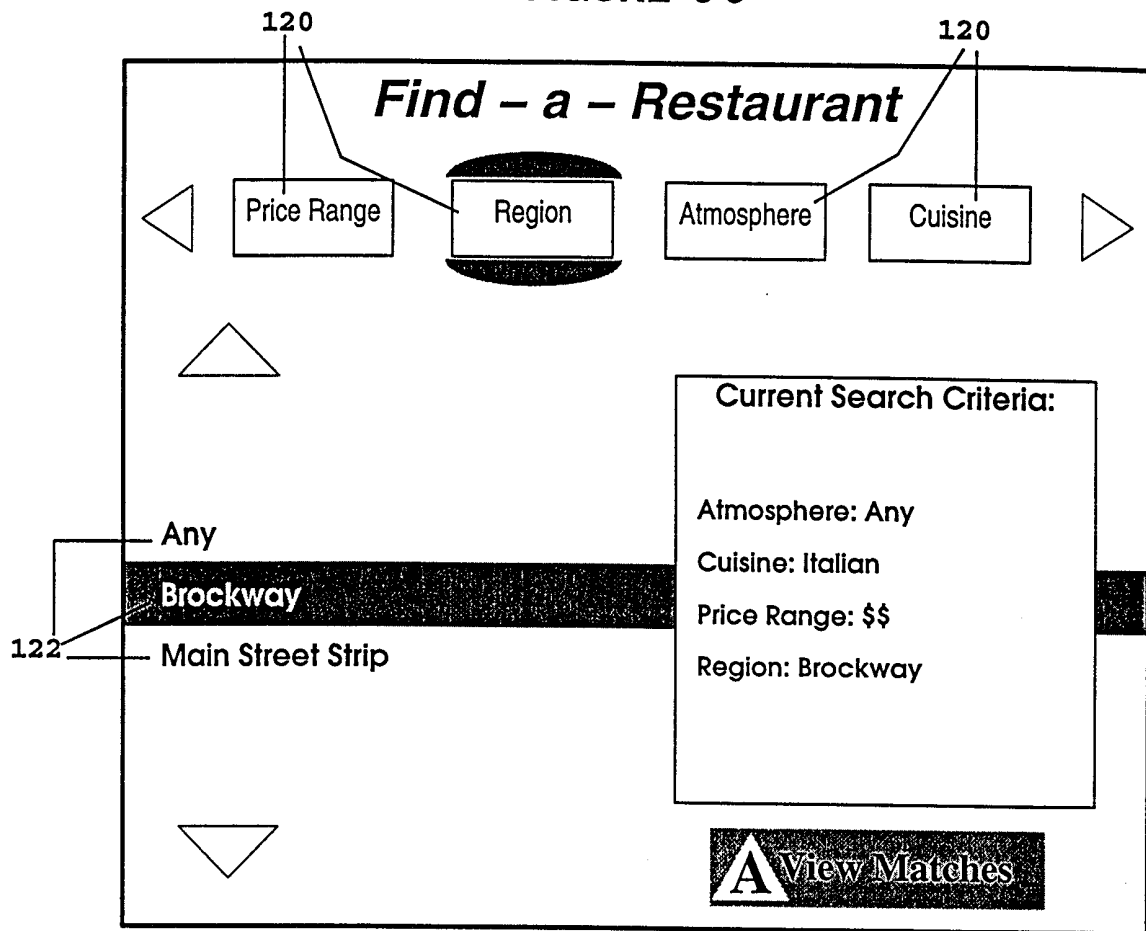 120 120
Find – a – Restaurant
Price Range Region Atmosphere Cuisine
Current Search Criteria:
Any
Brockway
122
Main Street Strip
Atmosphere: Any
Cuisine: Italian
Price Range: $$
Region: Brockway
A View Matches